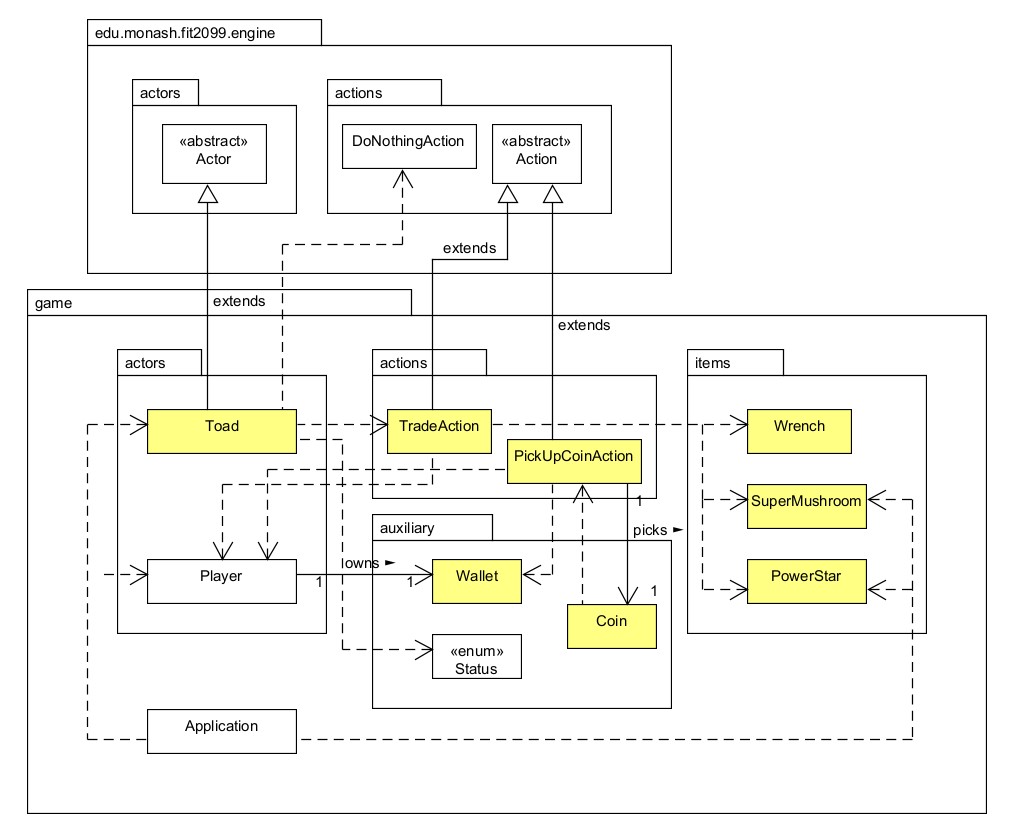 edu.monash.fit2099.engine
actors
actions
«abstract»
Actor
DoNothingAction
«abstract»
Action
extends
extends
extends
game
actors
actions
items
Toad
TradeAction
Wrench
PickUpCoinAction
SuperMushroom
1
auxiliary
picks ►
owns ►
Player
1
1
Wallet
PowerStar
1
Coin
«enum»
Status
Application